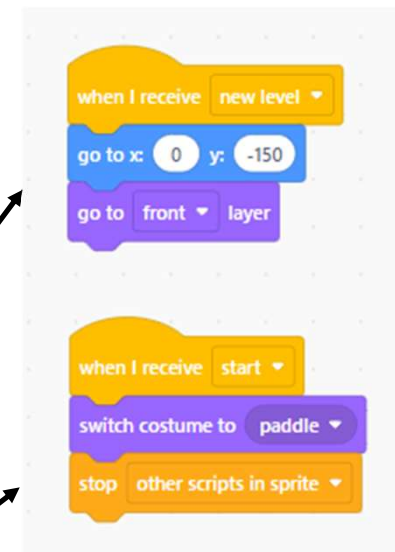 when I receive new level
go to x: 0 y: -150
go to front layer
when I receive start
switch costume to paddle
stop other scripts in sprite